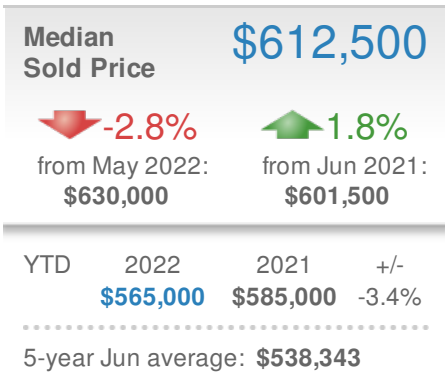 Median $612,500
Sold Price
-2.8% 1.8%
from May 2022: from Jun 2021:
$630,000 $601,500
YTD 2022 2021 +/-
$565,000 $585,000 -3.4%
5-year Jun average: $538,343